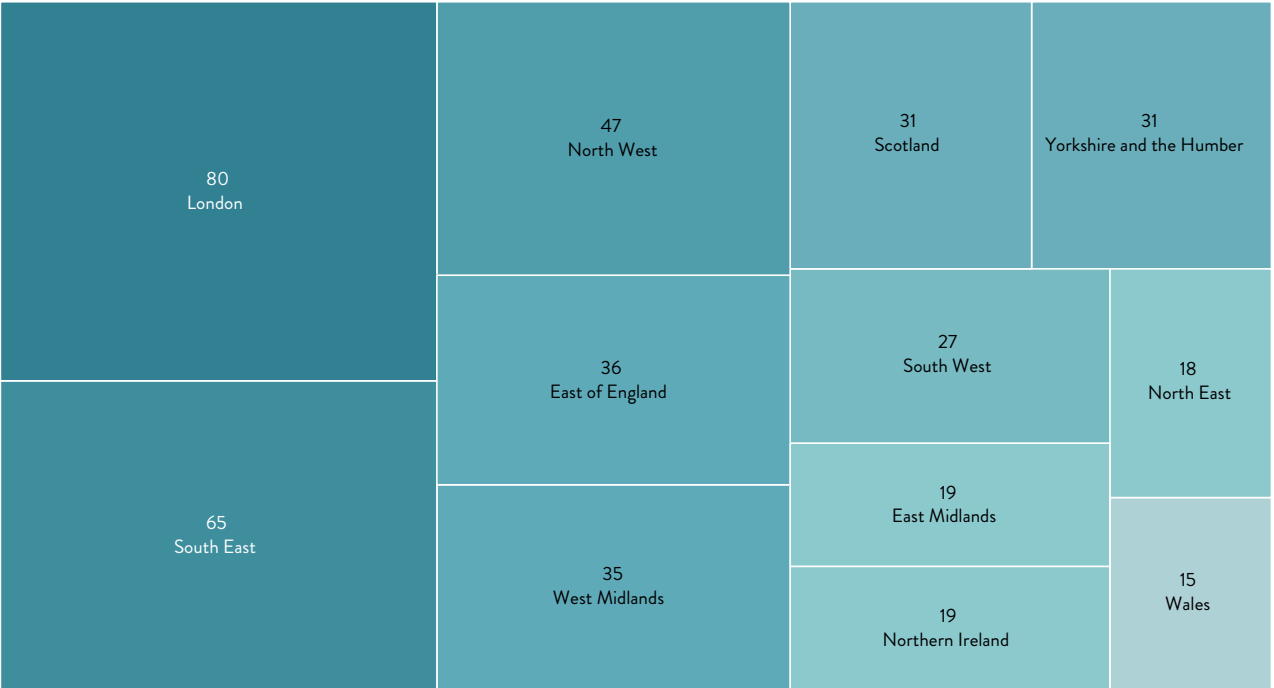 80
London
65
South East
47
North West
36
East of England
35
West Midlands
31
Scotland
31
Yorkshire and the Humber
27
South West
19
East Midlands
19
Northern Ireland
18
North East
15
Wales